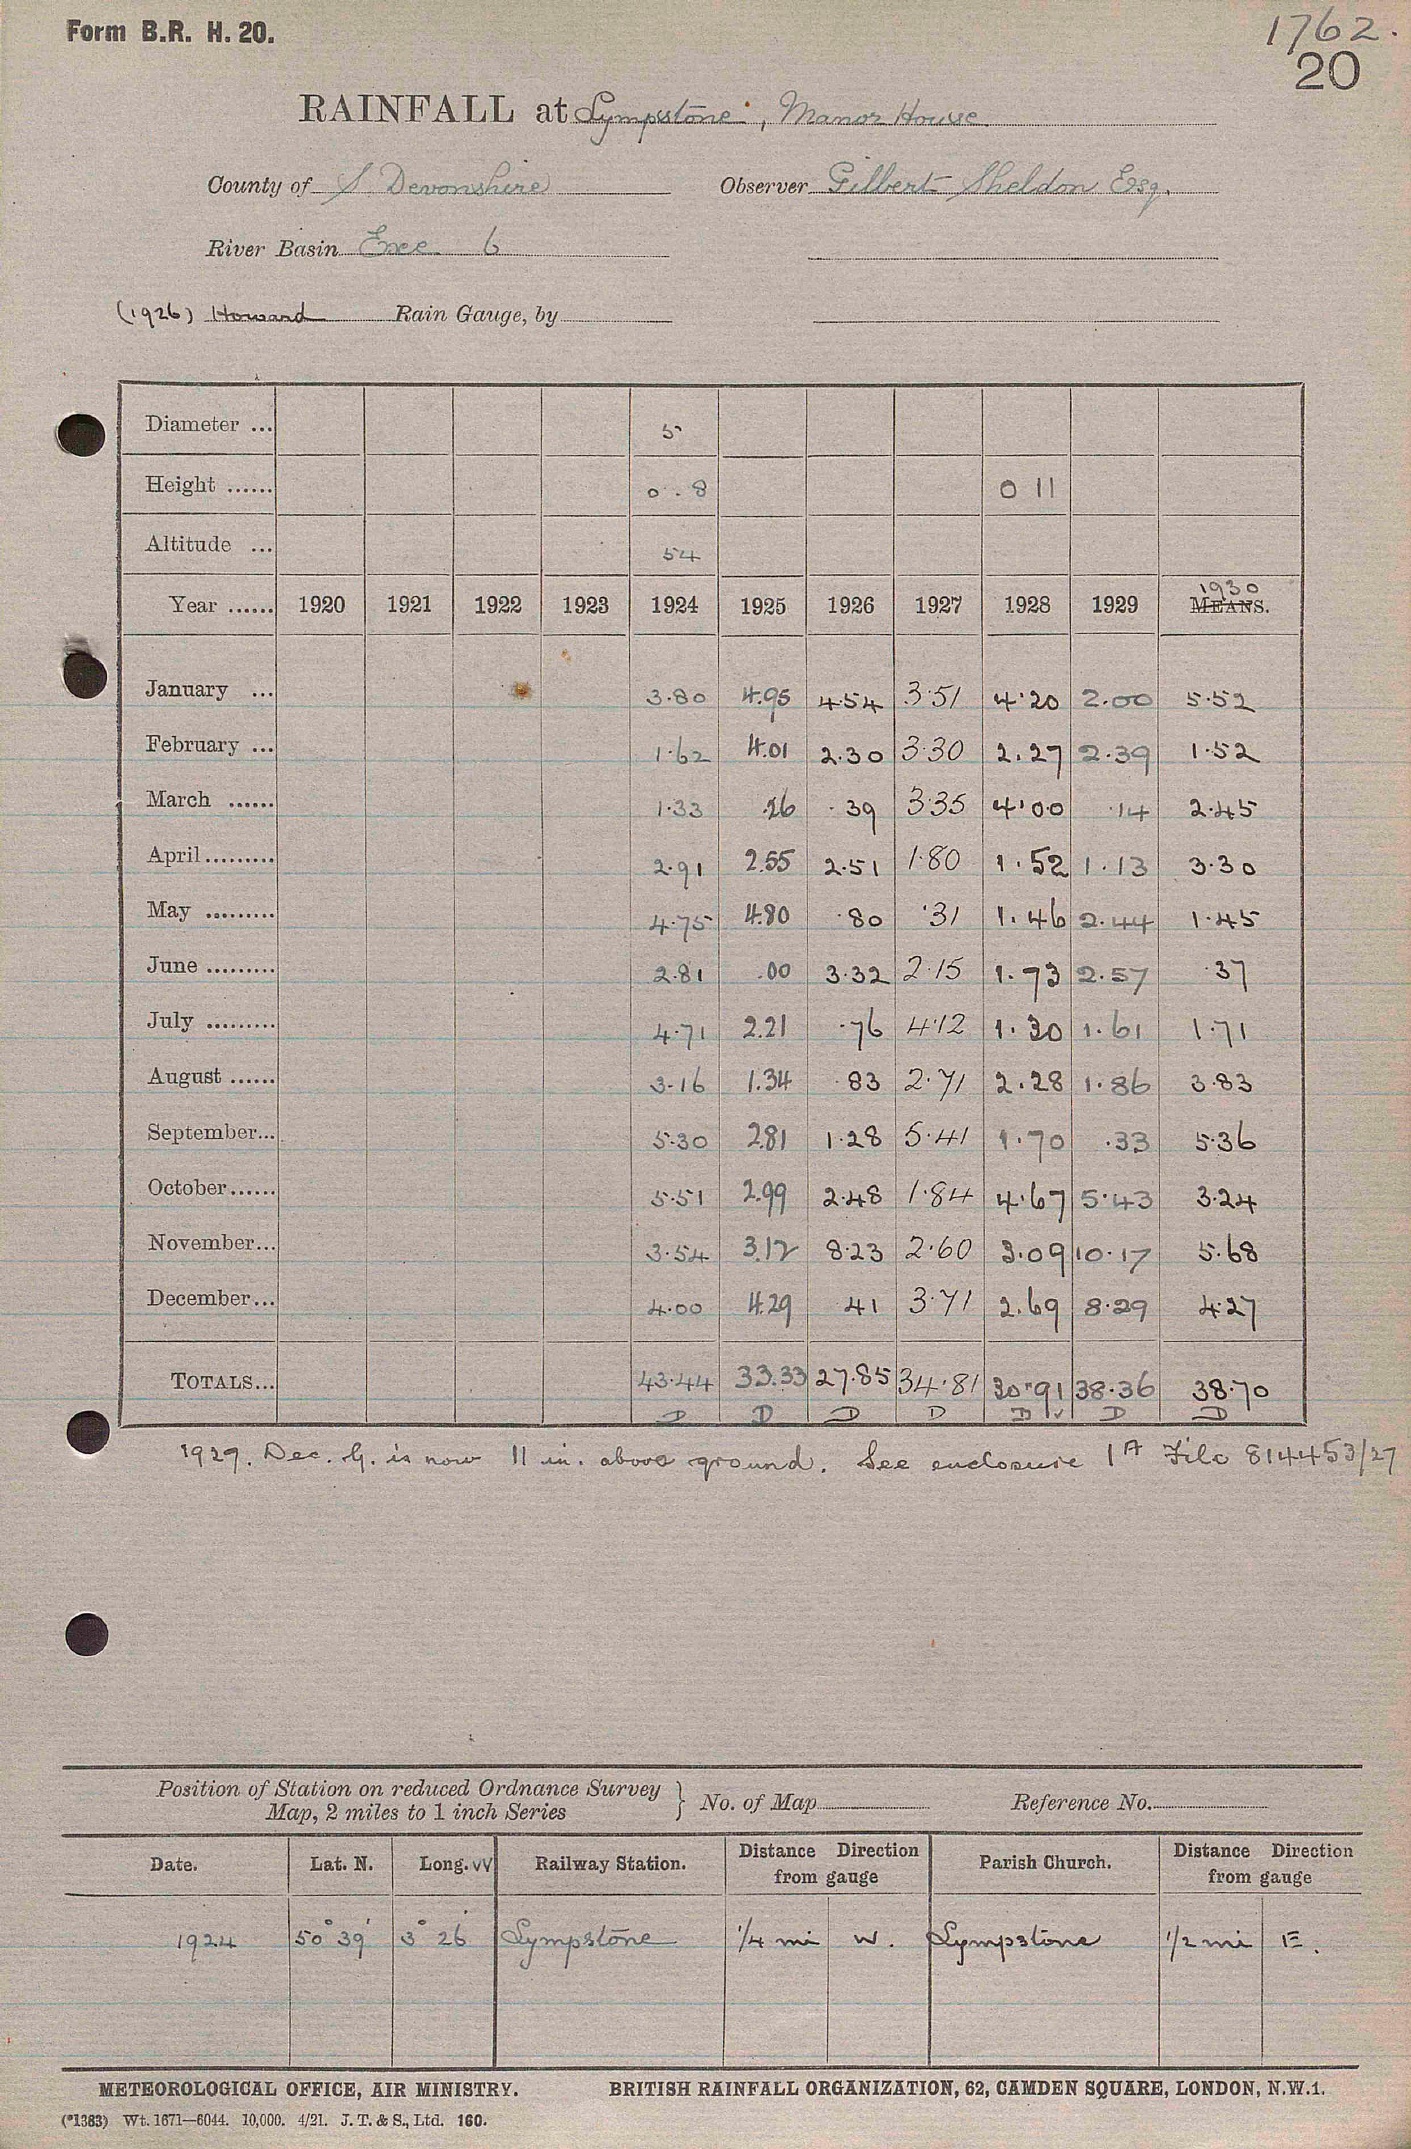 Form B.R. H. 20.
1762.
20
RAINFALL at Lympstone, Manor House
County of S. Devonshire Observer Gilbert Sheldon Esq.
River Basin Exe 6
(1926) Howard Rain Gauge, by
Diameter ... 5
Height ...... 0.8 0 11
Altitude ... 54
1930
Year ...... 1920 1921 1922 1923 1924 1925 1926 1927 1928 1929 MEANS.
January ... 3.80 4.95 4.54 3.51 4.20 2.00 5.52
February ... 1.62 4.01 2.30 3.30 2.27 2.39 1.52
March ...... 1.33 .26 .39 3.35 4.00 .14 2.45
April ......... 2.91 2.55 2.51 1.80 1.52 1.13 3.30
May ......... 4.75 4.80 .80 .31 1.46 2.44 1.45
June ......... 2.81 .00 3.32 2.15 1.73 2.57 .37
July ......... 4.71 2.21 .76 4.12 1.30 1.61 1.71
August ...... 3.16 1.34 .83 2.71 2.28 1.86 3.83
September... 5.30 2.81 1.28 5.41 1.70 .33 5.36
October...... 5.51 2.99 2.48 1.84 4.67 5.43 3.24
November... 3.54 3.12 8.23 2.60 3.09 10.17 5.68
December... 4.00 4.29 .41 3.71 2.69 8.29 4.27
TOTALS... 43.44 33.33 27.85 34.81 30.91 38.36 38.70
D D D D D V D D
1927. Dec. G. is now 11 in. above ground. See enclosure 1A File 814453/27
Position of Station on reduced Ordnance Survey
Map, 2 miles to 1 inch Series } No. of Map Reference No.
Date. Lat. N. Long. W Railway Station. Distance Direction from gauge Parish Church. Distance Direction from gauge
1924 50° 39' 3° 26' Lympstone 1/4 mi W. Lympstone 1/2 mi E.
METEOROLOGICAL OFFICE, AIR MINISTRY. BRITISH RAINFALL ORGANIZATION, 62, CAMDEN SQUARE, LONDON, N.W.1.
(*1383) Wt. 1671—6044. 10,000. 4/21. J. T. & S., Ltd. 160.